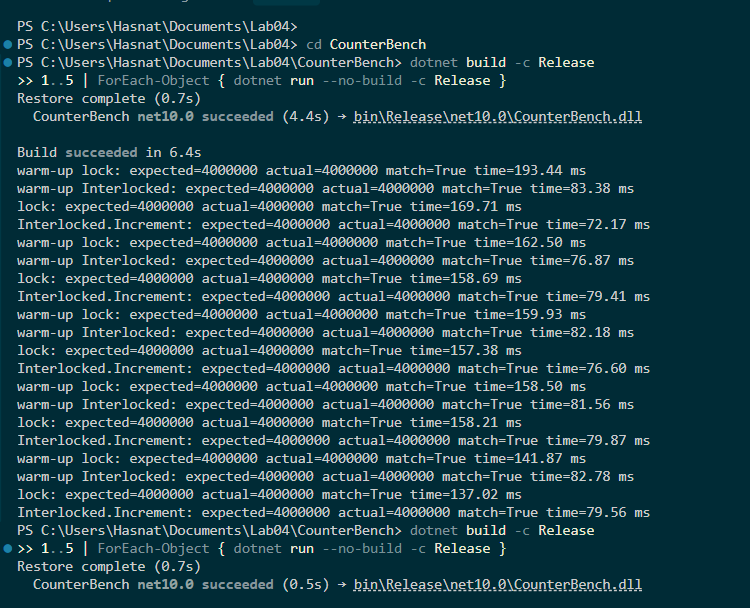 PS C:\Users\Hasnat\Documents\Lab04>
PS C:\Users\Hasnat\Documents\Lab04> cd CounterBench
PS C:\Users\Hasnat\Documents\Lab04\CounterBench> dotnet build -c Release
>> 1..5 | ForEach-Object { dotnet run --no-build -c Release }
Restore complete (0.7s)
  CounterBench net10.0 succeeded (4.4s) → bin\Release\net10.0\CounterBench.dll

Build succeeded in 6.4s
warm-up lock: expected=4000000 actual=4000000 match=True time=193.44 ms
warm-up Interlocked: expected=4000000 actual=4000000 match=True time=83.38 ms
lock: expected=4000000 actual=4000000 match=True time=169.71 ms
Interlocked.Increment: expected=4000000 actual=4000000 match=True time=72.17 ms
warm-up lock: expected=4000000 actual=4000000 match=True time=162.50 ms
warm-up Interlocked: expected=4000000 actual=4000000 match=True time=76.87 ms
lock: expected=4000000 actual=4000000 match=True time=158.69 ms
Interlocked.Increment: expected=4000000 actual=4000000 match=True time=79.41 ms
warm-up lock: expected=4000000 actual=4000000 match=True time=159.93 ms
warm-up Interlocked: expected=4000000 actual=4000000 match=True time=82.18 ms
lock: expected=4000000 actual=4000000 match=True time=157.38 ms
Interlocked.Increment: expected=4000000 actual=4000000 match=True time=76.60 ms
warm-up lock: expected=4000000 actual=4000000 match=True time=158.50 ms
warm-up Interlocked: expected=4000000 actual=4000000 match=True time=81.56 ms
lock: expected=4000000 actual=4000000 match=True time=158.21 ms
Interlocked.Increment: expected=4000000 actual=4000000 match=True time=79.87 ms
warm-up lock: expected=4000000 actual=4000000 match=True time=141.87 ms
warm-up Interlocked: expected=4000000 actual=4000000 match=True time=82.78 ms
lock: expected=4000000 actual=4000000 match=True time=137.02 ms
Interlocked.Increment: expected=4000000 actual=4000000 match=True time=79.56 ms
PS C:\Users\Hasnat\Documents\Lab04\CounterBench> dotnet build -c Release
>> 1..5 | ForEach-Object { dotnet run --no-build -c Release }
Restore complete (0.7s)
  CounterBench net10.0 succeeded (0.5s) → bin\Release\net10.0\CounterBench.dll